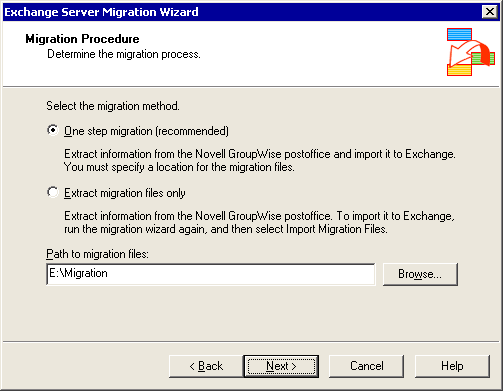 Exchange Server Migration Wizard
Migration Procedure
Determine the migration process.
Select the migration method.
One step migration (recommended)
Extract information from the Novell GroupWise postoffice and import it to Exchange.
You must specify a location for the migration files.
Extract migration files only
Extract information from the Novell GroupWise postoffice. To import it to Exchange,
run the migration wizard again, and then select Import Migration Files.
Path to migration files:
E:\Migration
Browse...
< Back
Next >
Cancel
Help